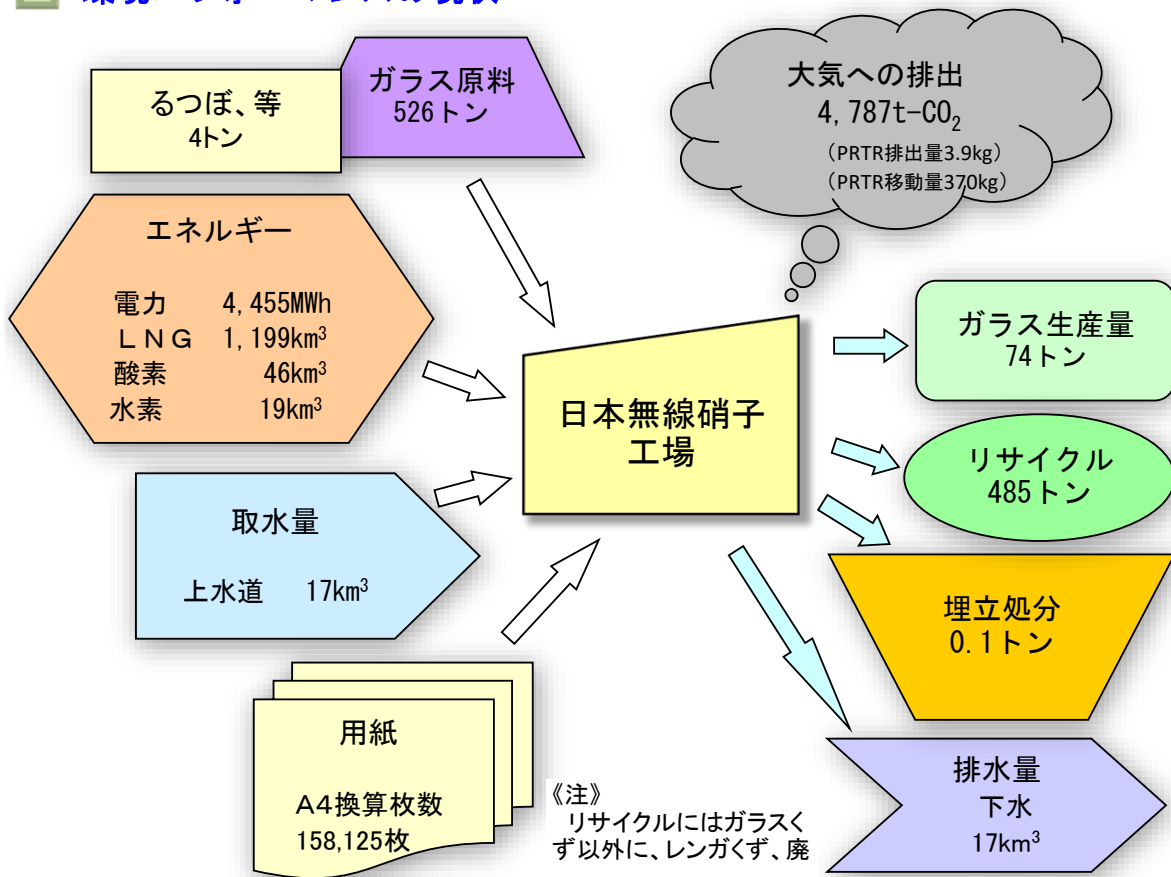 るつぼ、等
4トン
ガラス原料
526トン
大気への排出
4,787t-CO₂
(PRTR排出量3.9kg)
(PRTR移動量370kg)
エネルギー
電力 4,455MWh
LNG 1,199km³
酸素 46km³
水素 19km³
ガラス生産量
74トン
日本無線硝子
工場
リサイクル
485トン
取水量
上水道 17km³
埋立処分
0.1トン
用紙
A4換算枚数
158,125枚
《注》
リサイクルにはガラスく
ず以外に、レンガくず、廃
排水量
下水
17km³